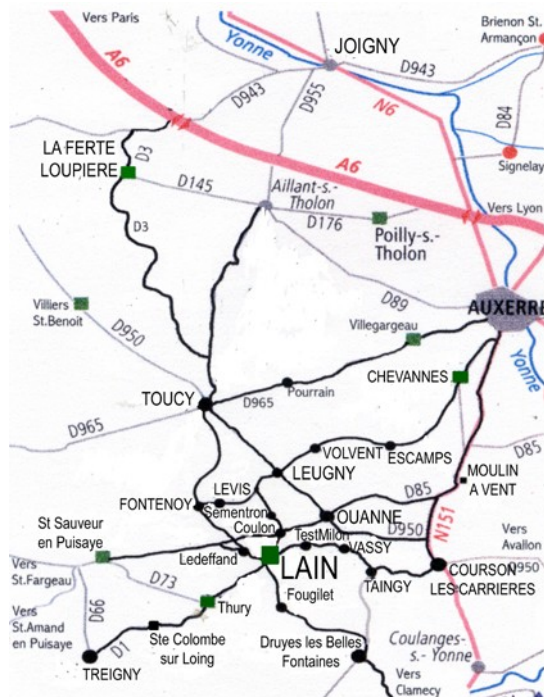 Vers Paris
A6
Yonne
JOIGNY
Brienon St.
Armançon
D943
D943
D955
N6
D84
Signelay
LA FERTE
LOUPIERE
D3
D145
A6
Aillant-s.-
Tholon
Vers Lyon
D176
Poilly-s.-
Tholon
D3
Villiers
St.Benoit
D950
D89
AUXERRE
Villegargeau
Yonne
CHEVANNES
TOUCY
D965
Pourrain
D965
VOLVENT
ESCAMPS
D85
LEUGNY
MOULIN
A VENT
LEVIS
FONTENOY
Sementron
D85
OUANNE
Coulon
N151
St Sauveur
en Puisaye
TestMilon
D950
Vers
Avallon
Ledeffand
VASSY
LAIN
D950
COURSON
LES CARRIERES
Vers
St.Fargeau
D73
TAINGY
Fougilet
Thury
D66
Vers
St.Amand
en Puisaye
Ste Colombe
sur Loing
D1
Druyes les Belles
Fontaines
Coulanges-
s.-Yonne
TREIGNY
Vers
Clamecy